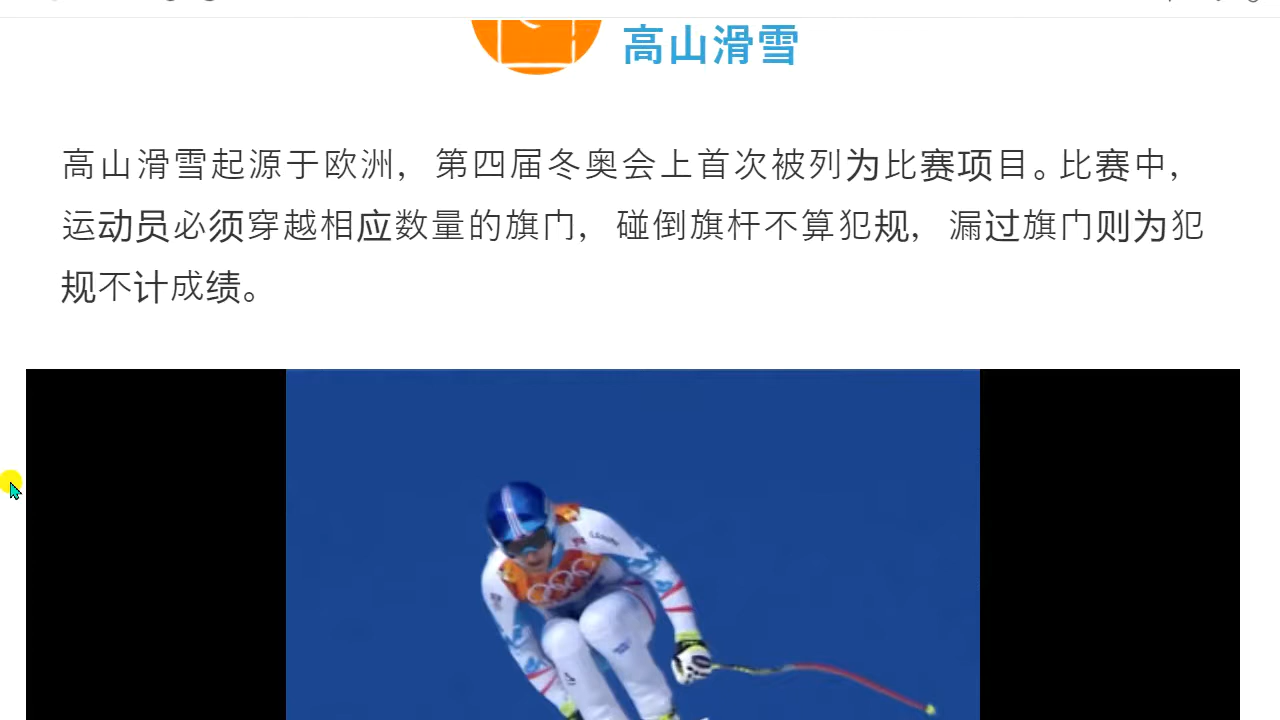 高山滑雪
高山滑雪起源于欧洲，第四届冬奥会上首次被列为比赛项目。比赛中，
运动员必须穿越相应数量的旗门，碰倒旗杆不算犯规，漏过旗门则为犯
规不计成绩。